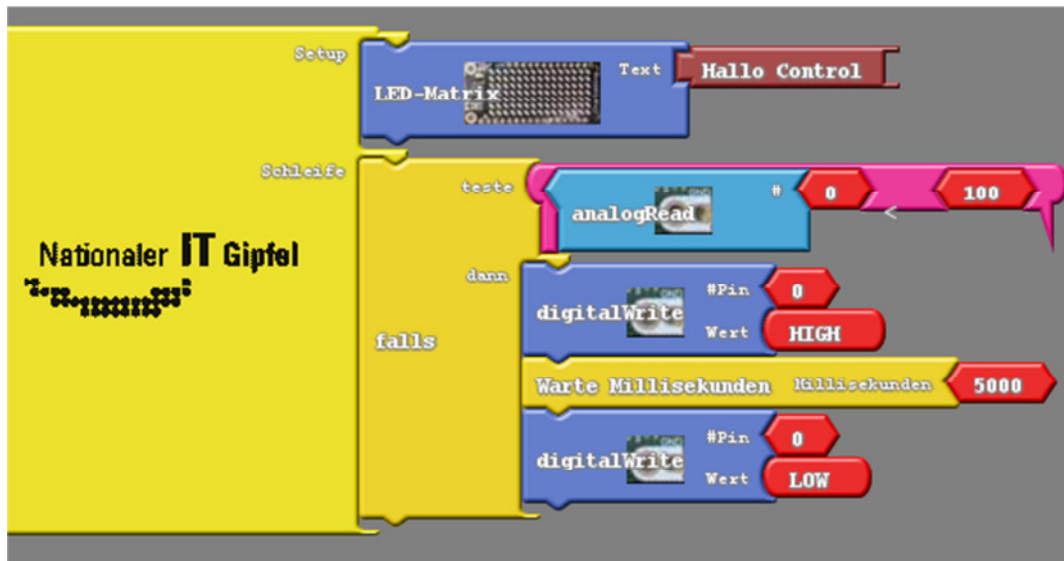 Setup
LED-Matrix
Text
Hallo Control
Schleife
teste
analogRead
#
0
<
100
Nationaler IT Gipfel
falls
dann
digitalWrite
#Pin
0
Wert
HIGH
Warte Millisekunden
Millisekunden
5000
digitalWrite
#Pin
0
Wert
LOW